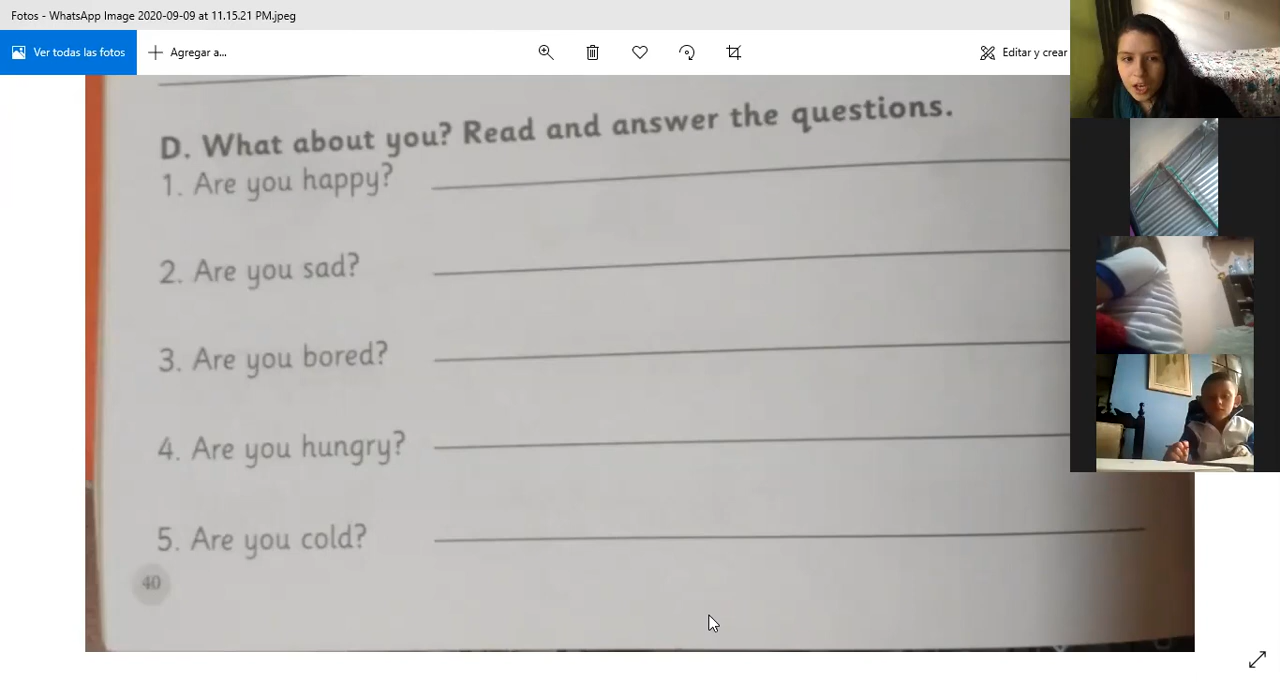 Fotos - WhatsApp Image 2020-09-09 at 11.15.21 PM.jpeg
Ver todas las fotos
Agregar a...
Editar y crear
D. What about you? Read and answer the questions.
1. Are you happy?
2. Are you sad?
3. Are you bored?
4. Are you hungry?
5. Are you cold?
40